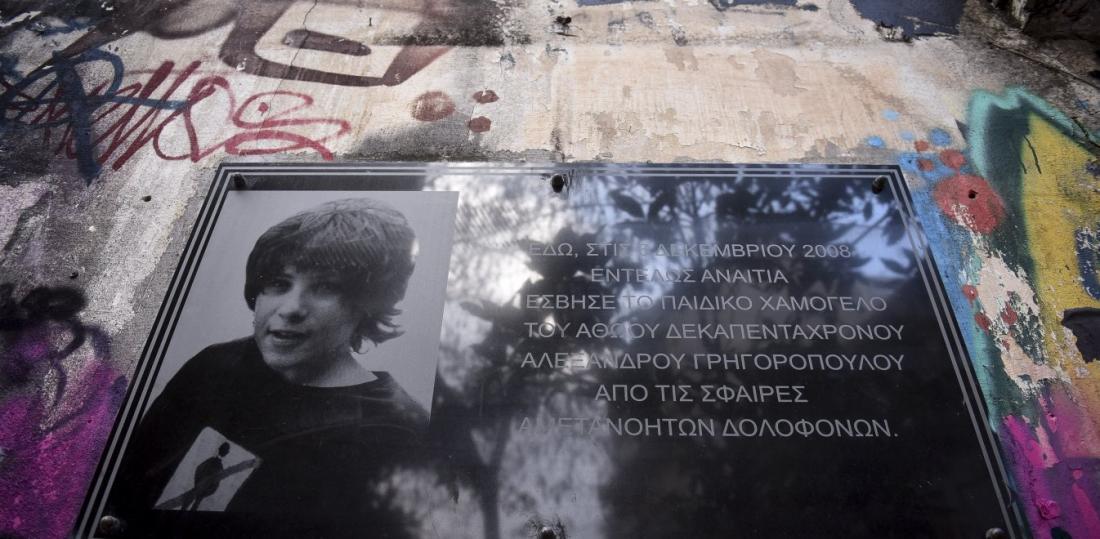 ΕΔΩ, ΣΤΙΣ 6 ΔΕΚΕΜΒΡΙΟΥ 2008
ΕΝΤΕΛΩΣ ΑΝΑΙΤΙΑ
ΕΣΒΗΣΕ ΤΟ ΠΑΙΔΙΚΟ ΧΑΜΟΓΕΛΟ
ΤΟΥ ΑΘΩΟΥ ΔΕΚΑΠΕΝΤΑΧΡΟΝΟΥ
ΑΛΕΞΑΝΔΡΟΥ ΓΡΗΓΟΡΟΠΟΥΛΟΥ
ΑΠΟ ΤΙΣ ΣΦΑΙΡΕΣ
ΑΜΕΤΑΝΟΗΤΩΝ ΔΟΛΟΦΟΝΩΝ.